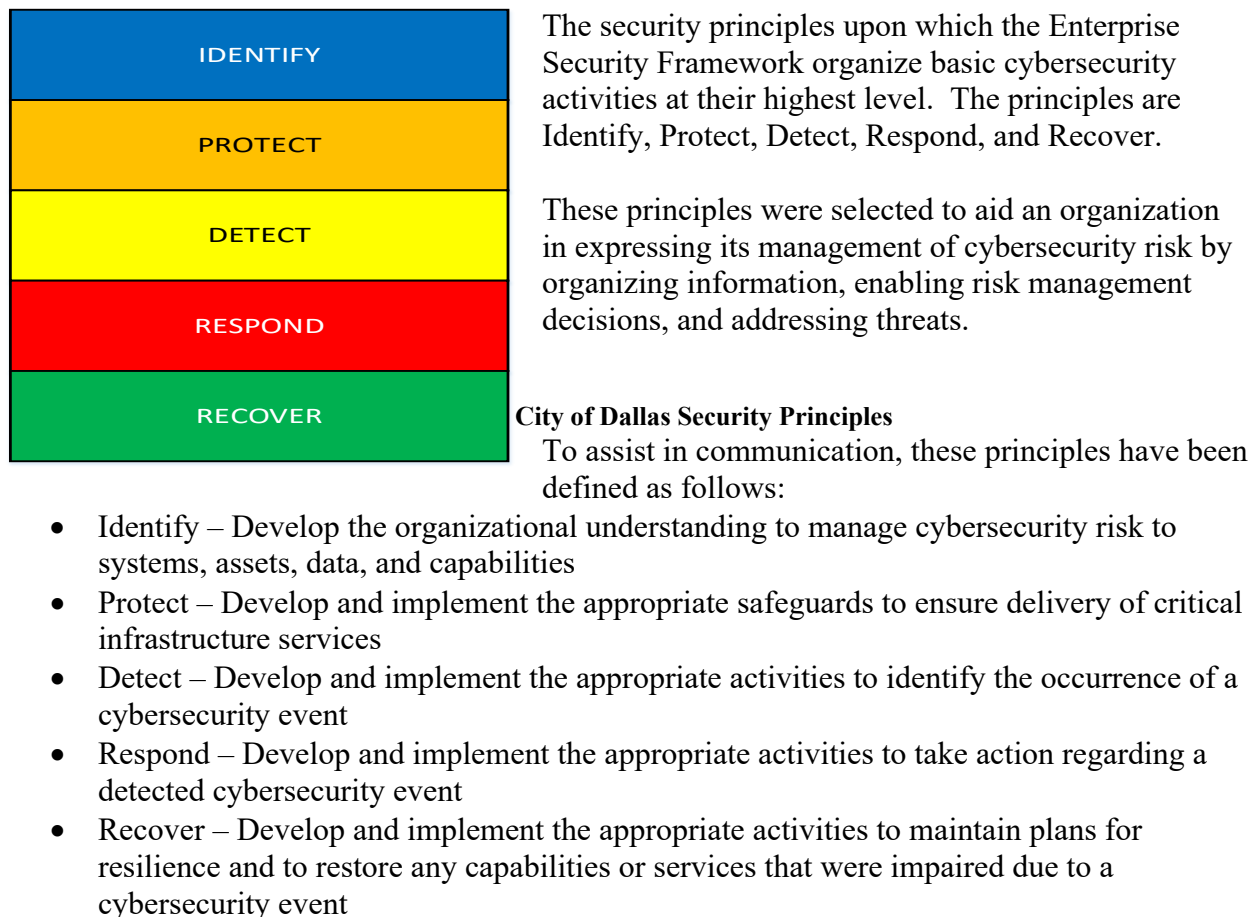 IDENTIFY
PROTECT
DETECT
RESPOND
RECOVER
The security principles upon which the Enterprise
Security Framework organize basic cybersecurity
activities at their highest level.  The principles are
Identify, Protect, Detect, Respond, and Recover.
These principles were selected to aid an organization
in expressing its management of cybersecurity risk by
organizing information, enabling risk management
decisions, and addressing threats.
City of Dallas Security Principles
To assist in communication, these principles have been
defined as follows:
• Identify – Develop the organizational understanding to manage cybersecurity risk to
systems, assets, data, and capabilities
• Protect – Develop and implement the appropriate safeguards to ensure delivery of critical
infrastructure services
• Detect – Develop and implement the appropriate activities to identify the occurrence of a
cybersecurity event
• Respond – Develop and implement the appropriate activities to take action regarding a
detected cybersecurity event
• Recover – Develop and implement the appropriate activities to maintain plans for
resilience and to restore any capabilities or services that were impaired due to a
cybersecurity event